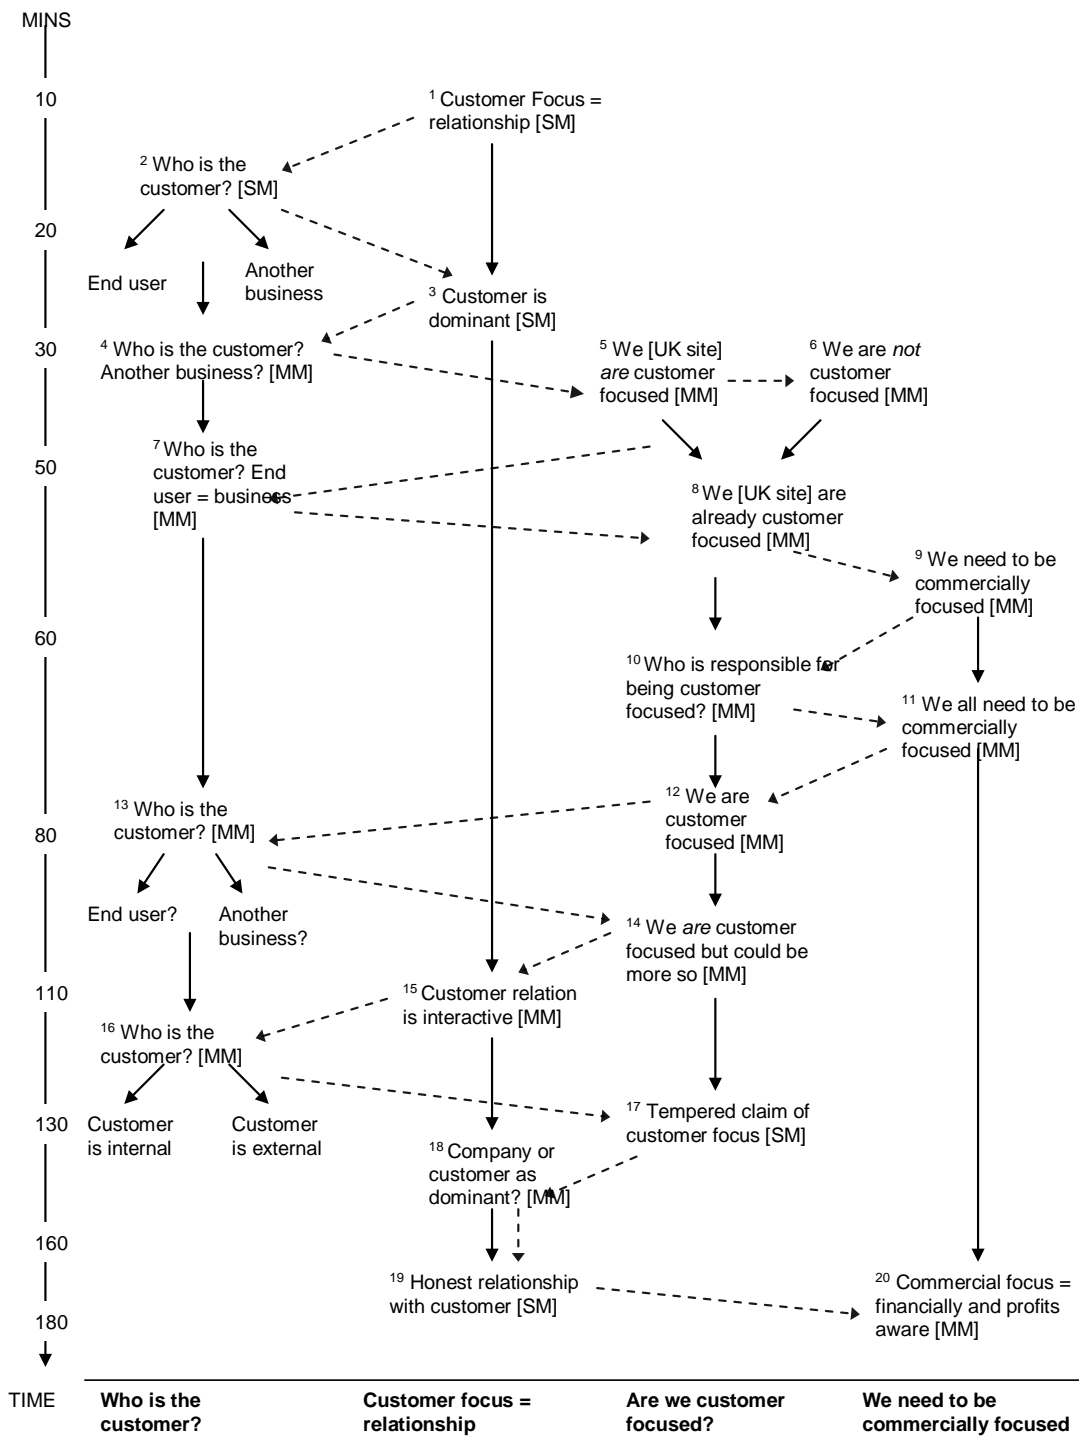 MINS
10
1 Customer Focus =
relationship [SM]
2 Who is the
customer? [SM]
20
End user
Another
business
3 Customer is
dominant [SM]
30
4 Who is the customer?
Another business? [MM]
5 We [UK site]
are customer
focused [MM]
6 We are not
customer
focused [MM]
50
7 Who is the
customer? End
user = business
[MM]
8 We [UK site] are
already customer
focused [MM]
9 We need to be
commercially
focused [MM]
60
10 Who is responsible for
being customer
focused? [MM]
11 We all need to be
commercially
focused [MM]
12 We are
customer
focused [MM]
13 Who is the
customer? [MM]
80
End user?
Another
business?
14 We are customer
focused but could be
more so [MM]
110
15 Customer relation
is interactive [MM]
16 Who is the
customer? [MM]
130
Customer
is internal
Customer
is external
17 Tempered claim of
customer focus [SM]
18 Company or
customer as
dominant? [MM]
160
19 Honest relationship
with customer [SM]
20 Commercial focus =
financially and profits
aware [MM]
180
TIME
Who is the
customer?
Customer focus =
relationship
Are we customer
focused?
We need to be
commercially focused